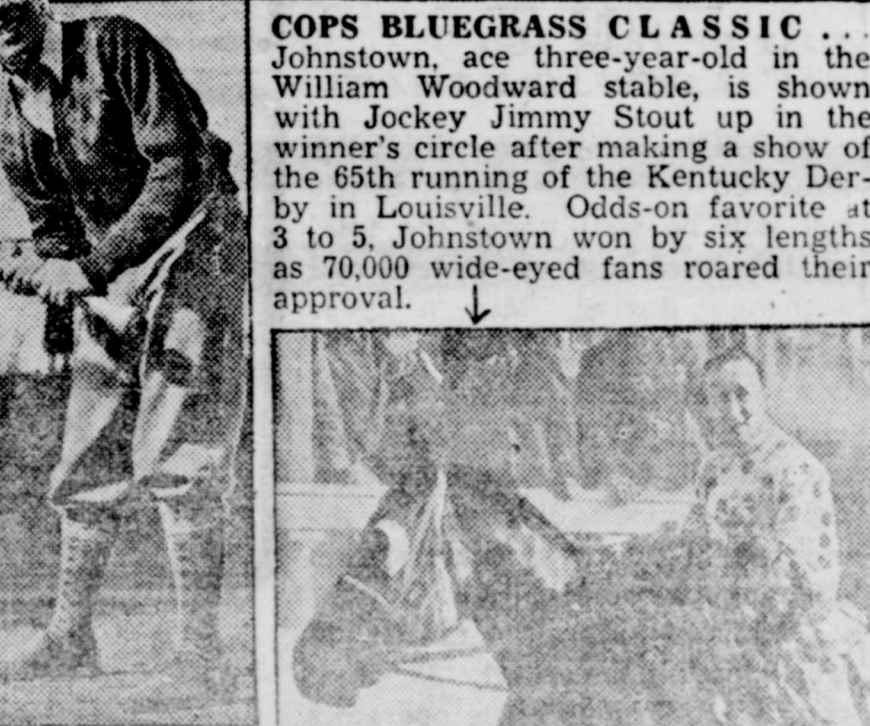 COPS BLUEGRASS CLASSIC ...
Johnstown, ace three-year-old in the
William Woodward stable, is shown
with Jockey Jimmy Stout up in the
winner's circle after making a show of
the 65th running of the Kentucky Der-
by in Louisville. Odds-on favorite at
3 to 5, Johnstown won by six lengths
as 70,000 wide-eyed fans roared their
approval.